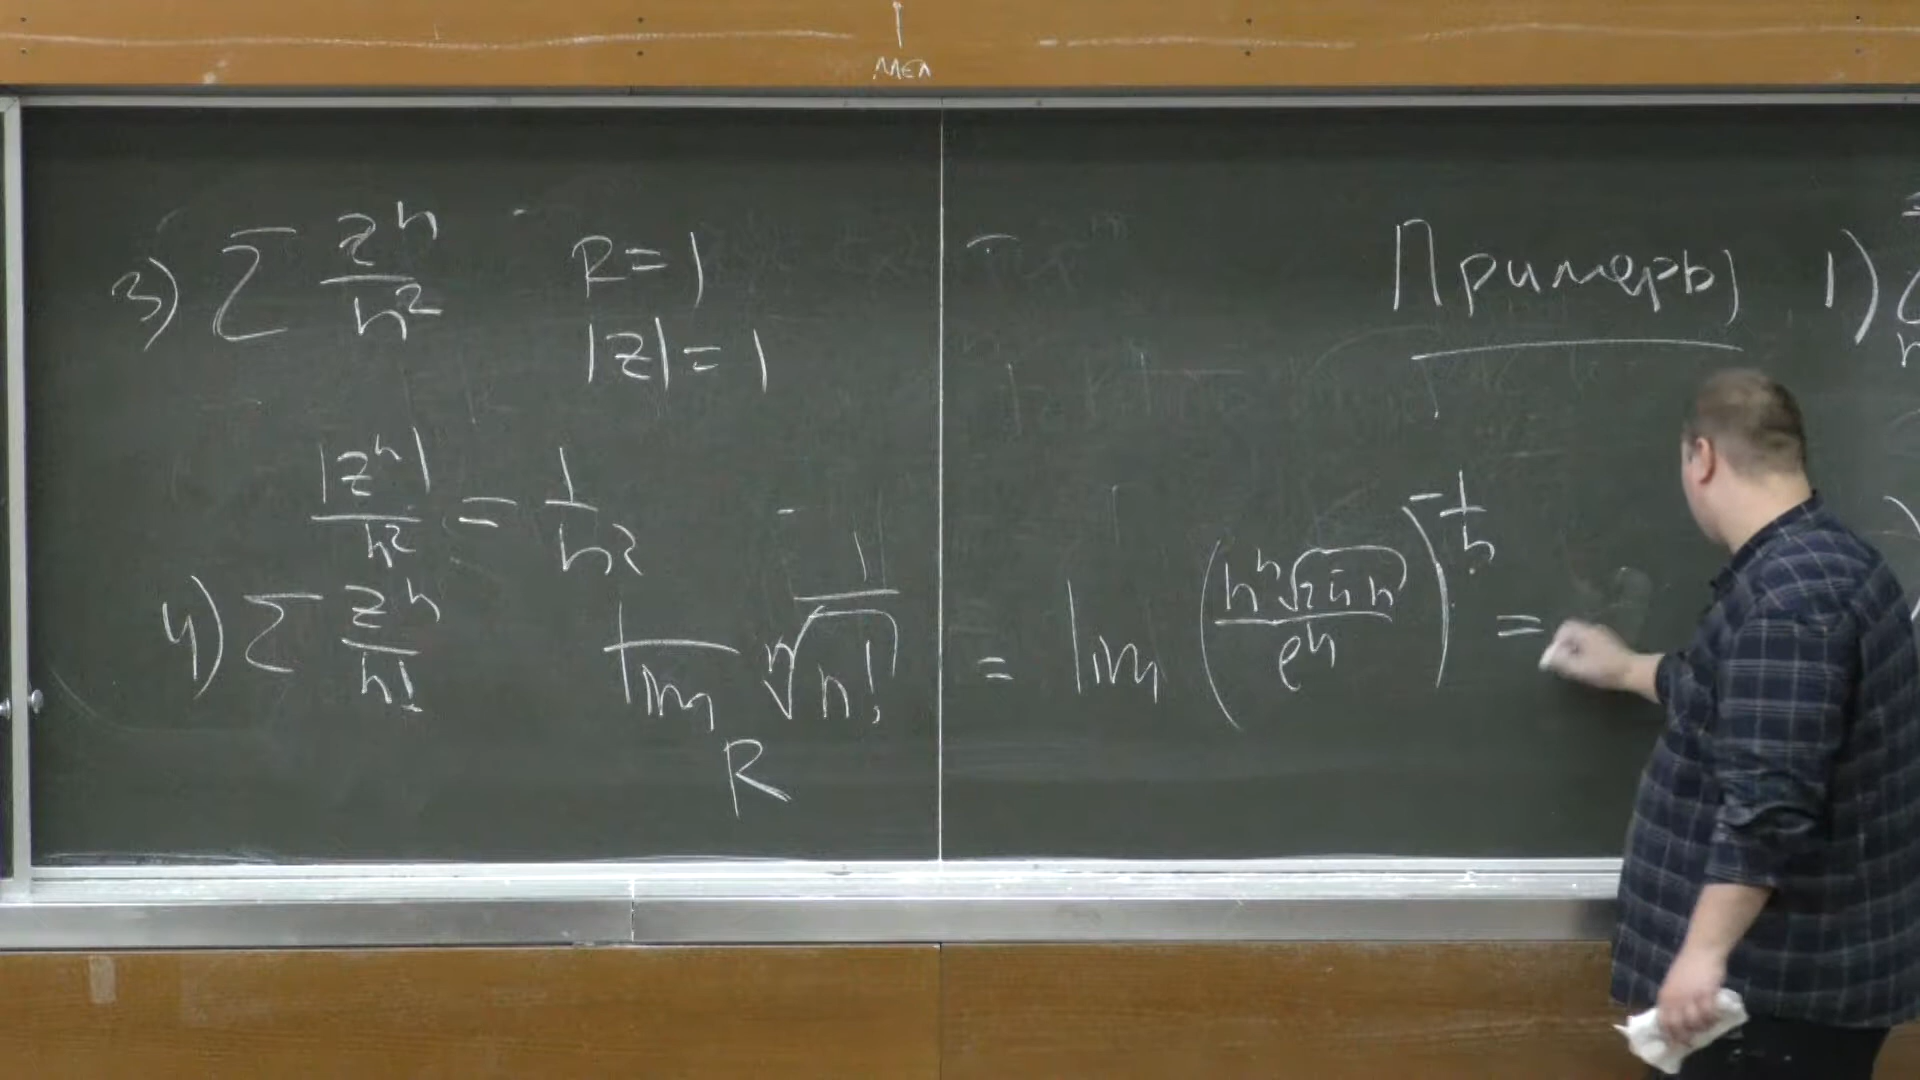 мел
3) Σ zⁿ/n² R = 1
|z| = 1
|zⁿ|/n² = 1/n²
4) Σ zⁿ/n! lim 1/ⁿ√n! = lim (nⁿ√2πn/eⁿ)^(-1/n) =
R
Примеры 1)